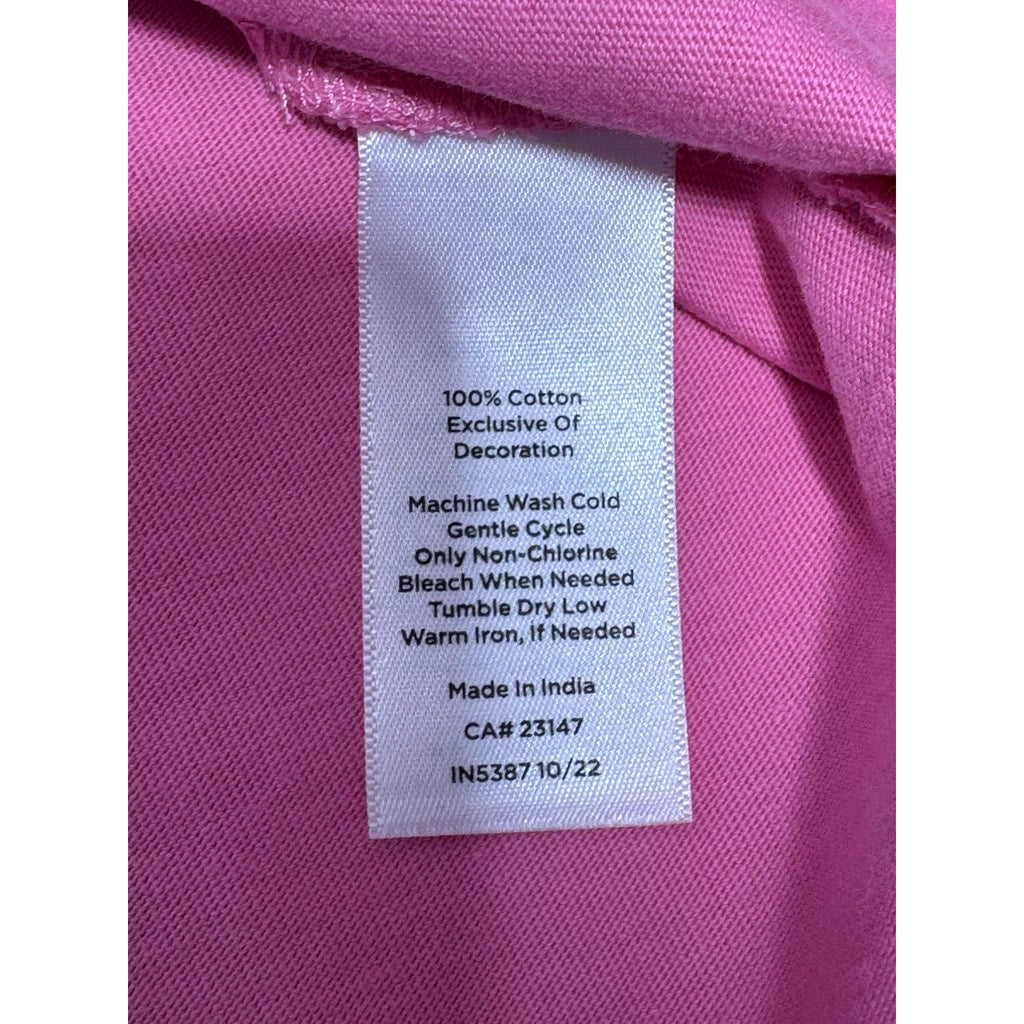 100% Cotton
Exclusive Of
Decoration
Machine Wash Cold
Gentle Cycle
Only Non-Chlorine
Bleach When Needed
Tumble Dry Low
Warm Iron, If Needed
Made In India
CA# 23147
IN5387 10/22